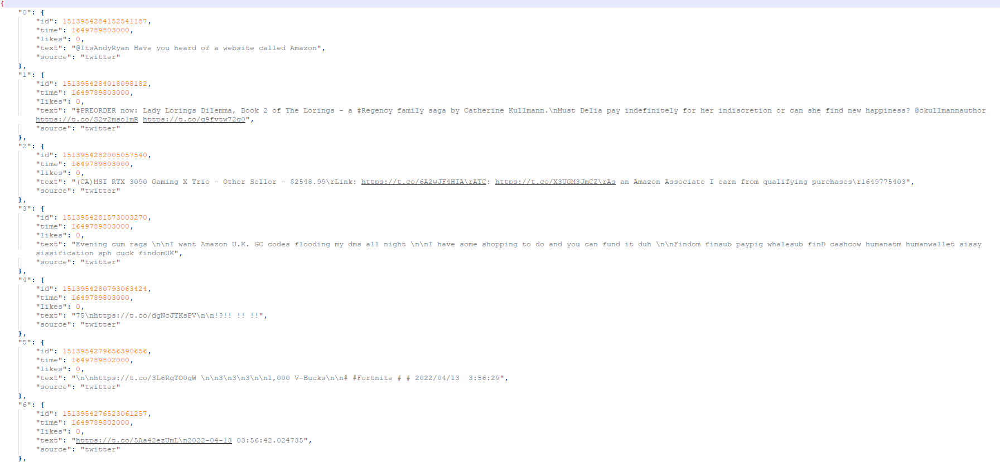 {
"0": {
"id": 1513954284152541187,
"time": 1649789803000,
"likes": 0,
"text": "@ItsAndyRyan Have you heard of a website called Amazon",
"source": "twitter"
},
"1": {
"id": 1513954284018098182,
"time": 1649789803000,
"likes": 0,
"text": "#PREORDER now: Lady Lorings Dilemma, Book 2 of The Lorings - a #Regency family saga by Catherine Kullmann.\nMust Delia pay indefinitely for her indiscretion or can she find new happiness? @ckullmannauthor
https://t.co/S2v2msolmR https://t.co/q9fvtw72q0",
"source": "twitter"
},
"2": {
"id": 1513954282005057540,
"time": 1649789803000,
"likes": 0,
"text": "(CA)MSI RTX 3090 Gaming X Trio - Other Seller - $2548.99\rLink: https://t.co/6A2wJF4HIA\rATC: https://t.co/X3UGM3JmCZ\rAs an Amazon Associate I earn from qualifying purchases\r1649775403",
"source": "twitter"
},
"3": {
"id": 1513954281573003270,
"time": 1649789803000,
"likes": 0,
"text": "Evening cum rags \n\nI want Amazon U.K. GC codes flooding my dms all night \n\nI have some shopping to do and you can fund it duh \n\nFindom finsub paypig whalesub finD cashcow humanatm humanwallet sissy
sissification sph cuck findomUK",
"source": "twitter"
},
"4": {
"id": 1513954280793063424,
"time": 1649789803000,
"likes": 0,
"text": "75\nhttps://t.co/dgNcJTKsPV\n\n!?!! !! !!",
"source": "twitter"
},
"5": {
"id": 1513954279656390656,
"time": 1649789802000,
"likes": 0,
"text": "\n\nhttps://t.co/3L6RqTO0gW \n\n3\n3\n3\n\n1,000 V-Bucks\n\n# #Fortnite # # 2022/04/13  3:56:29",
"source": "twitter"
},
"6": {
"id": 1513954276523061257,
"time": 1649789802000,
"likes": 0,
"text": "https://t.co/5Aa42ezUmL\n2022-04-13 03:56:42.024735",
"source": "twitter"
},